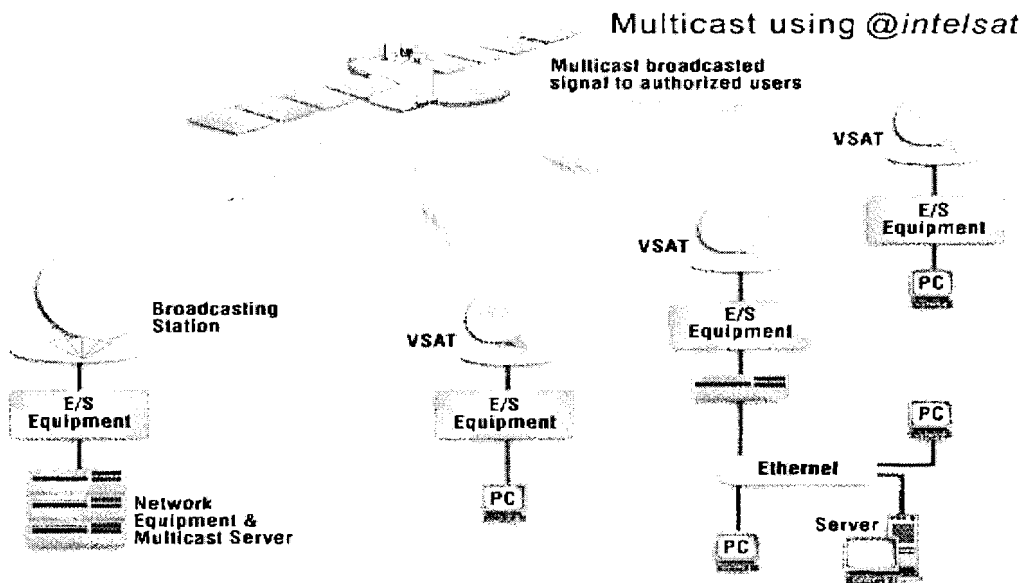 Multicast using @intelsat
Multicast broadcasted
signal to authorized users
VSAT
E/S
Equipment
PC
VSAT
E/S
Equipment
Broadcasting
Station
VSAT
E/S
Equipment
E/S
Equipment
PC
Ethernet
PC
Network
Equipment &
Multicast Server
PC
Server